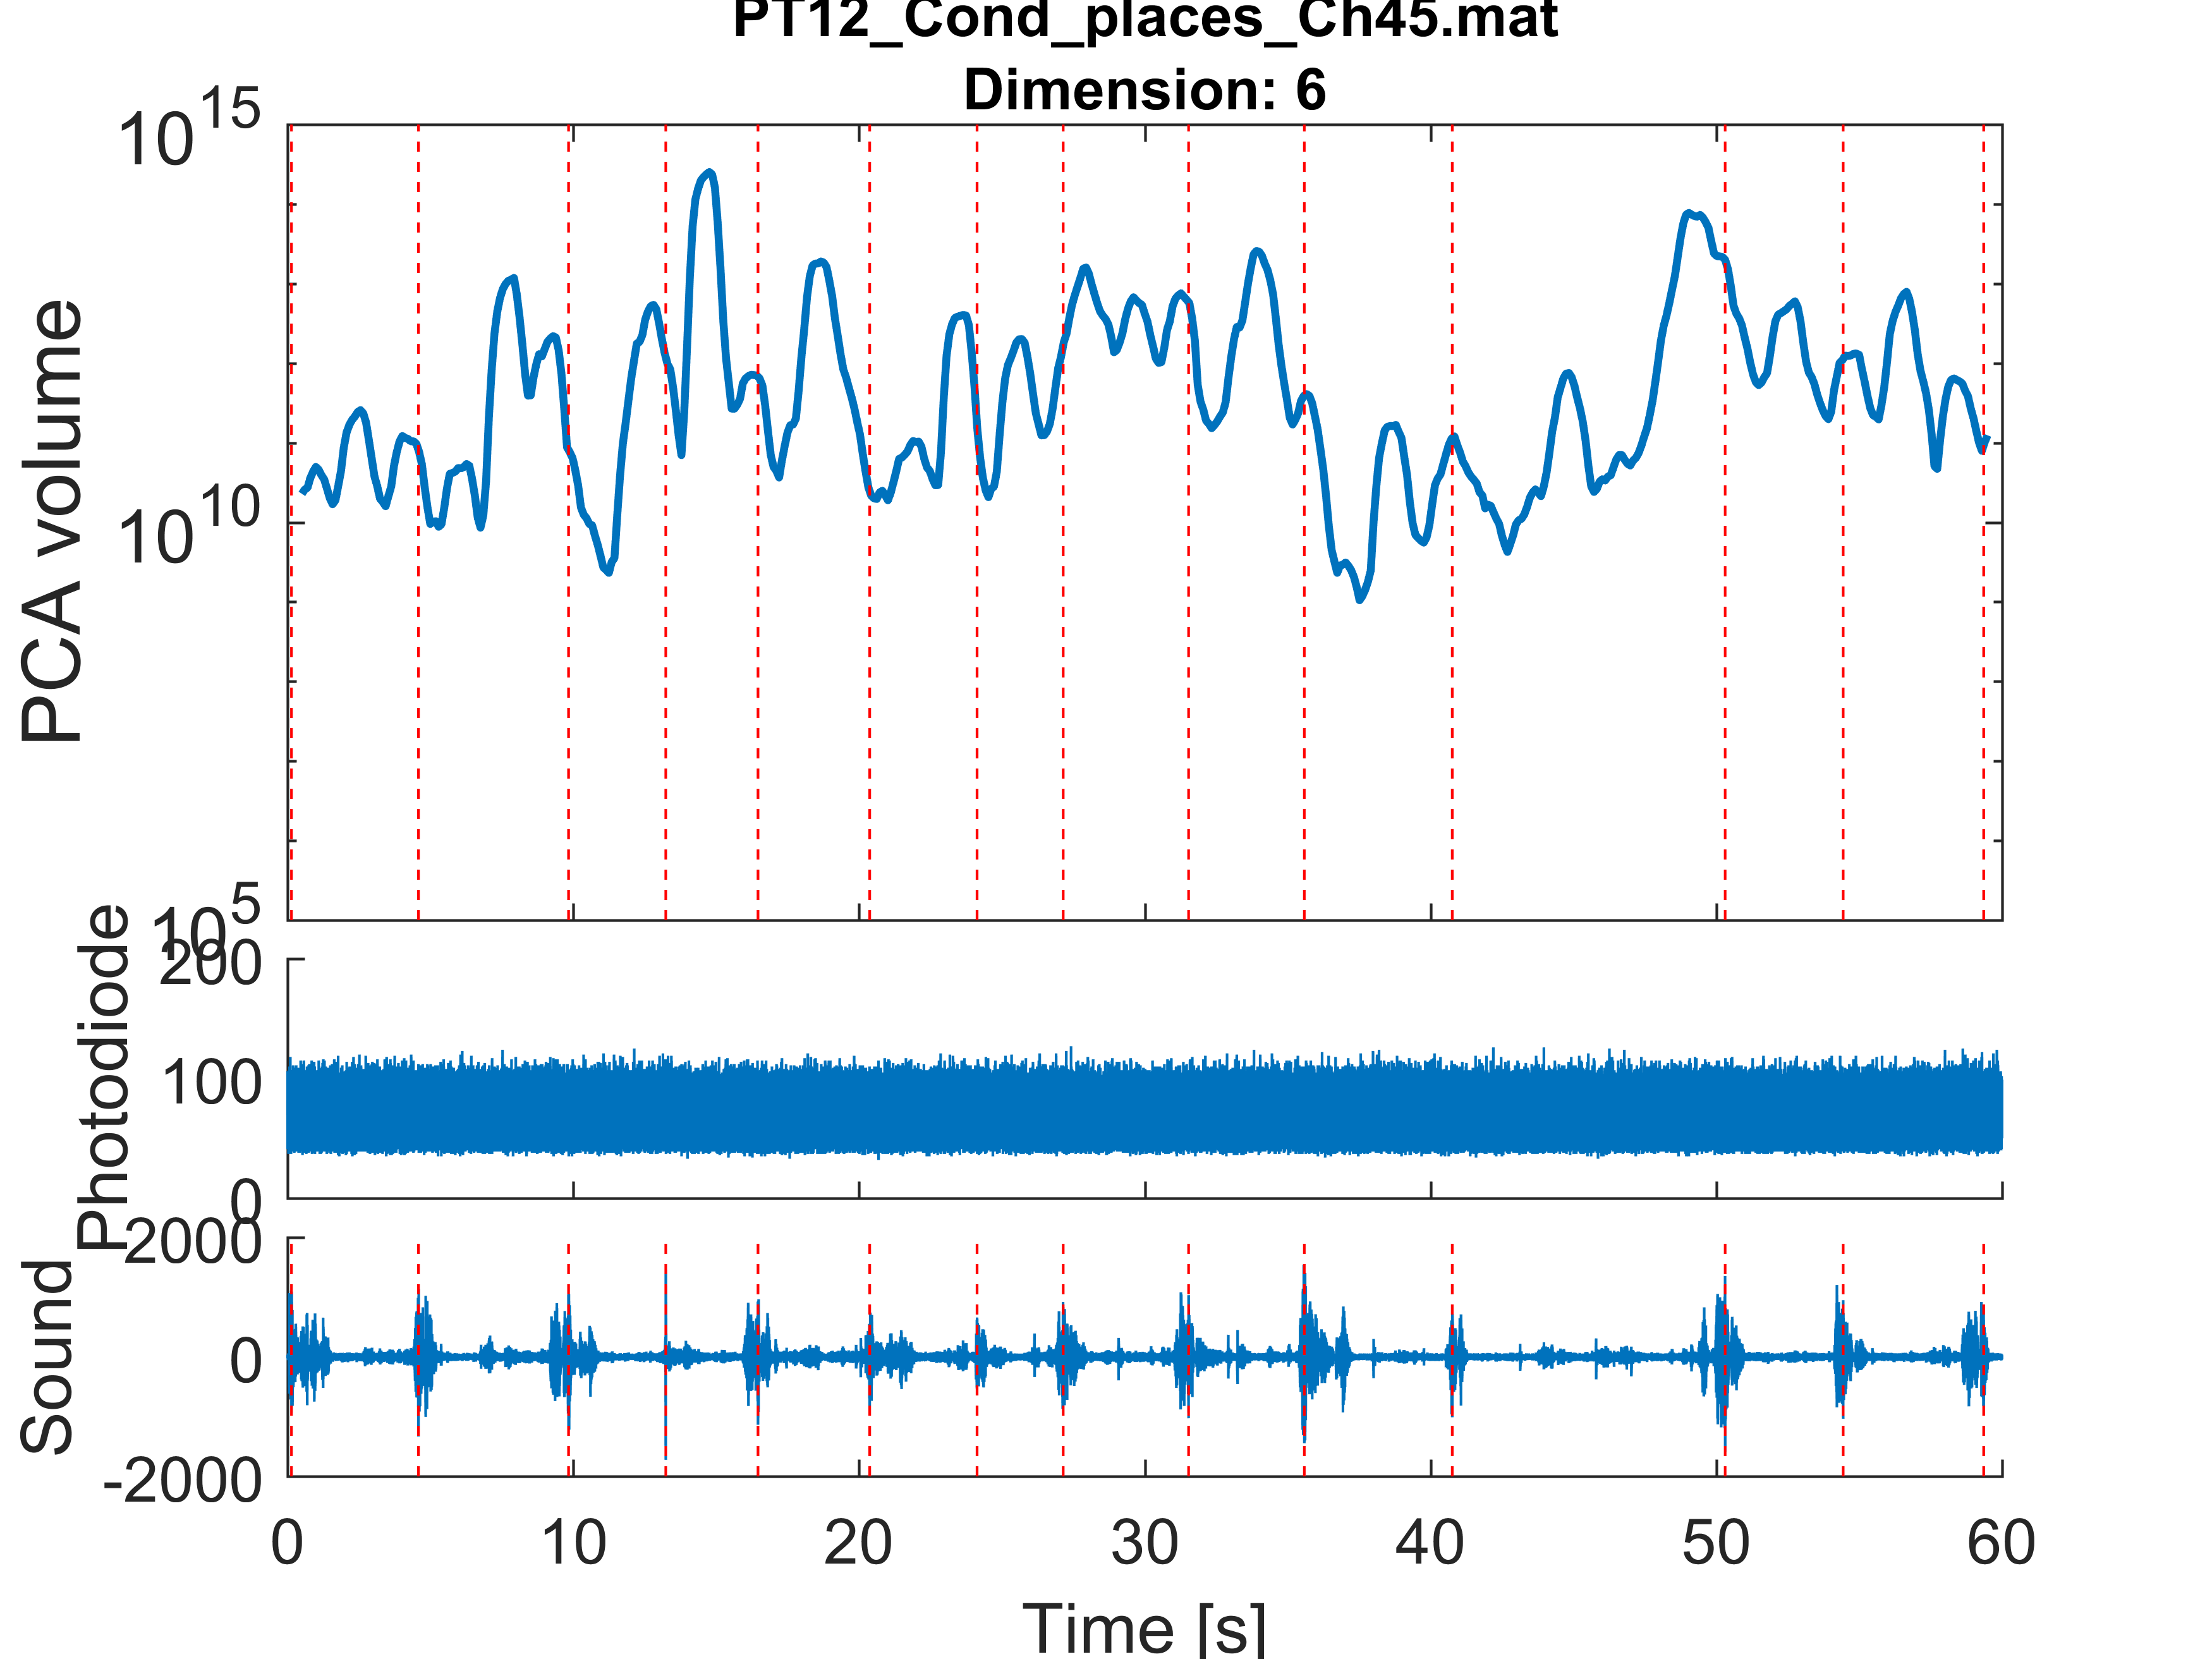 PT12_Cond_places_Ch45.mat
Dimension: 6
PCA volume
10^15
10^10
10^5
Photodiode
200
100
0
Sound
2000
0
-2000
0 10 20 30 40 50 60
Time [s]